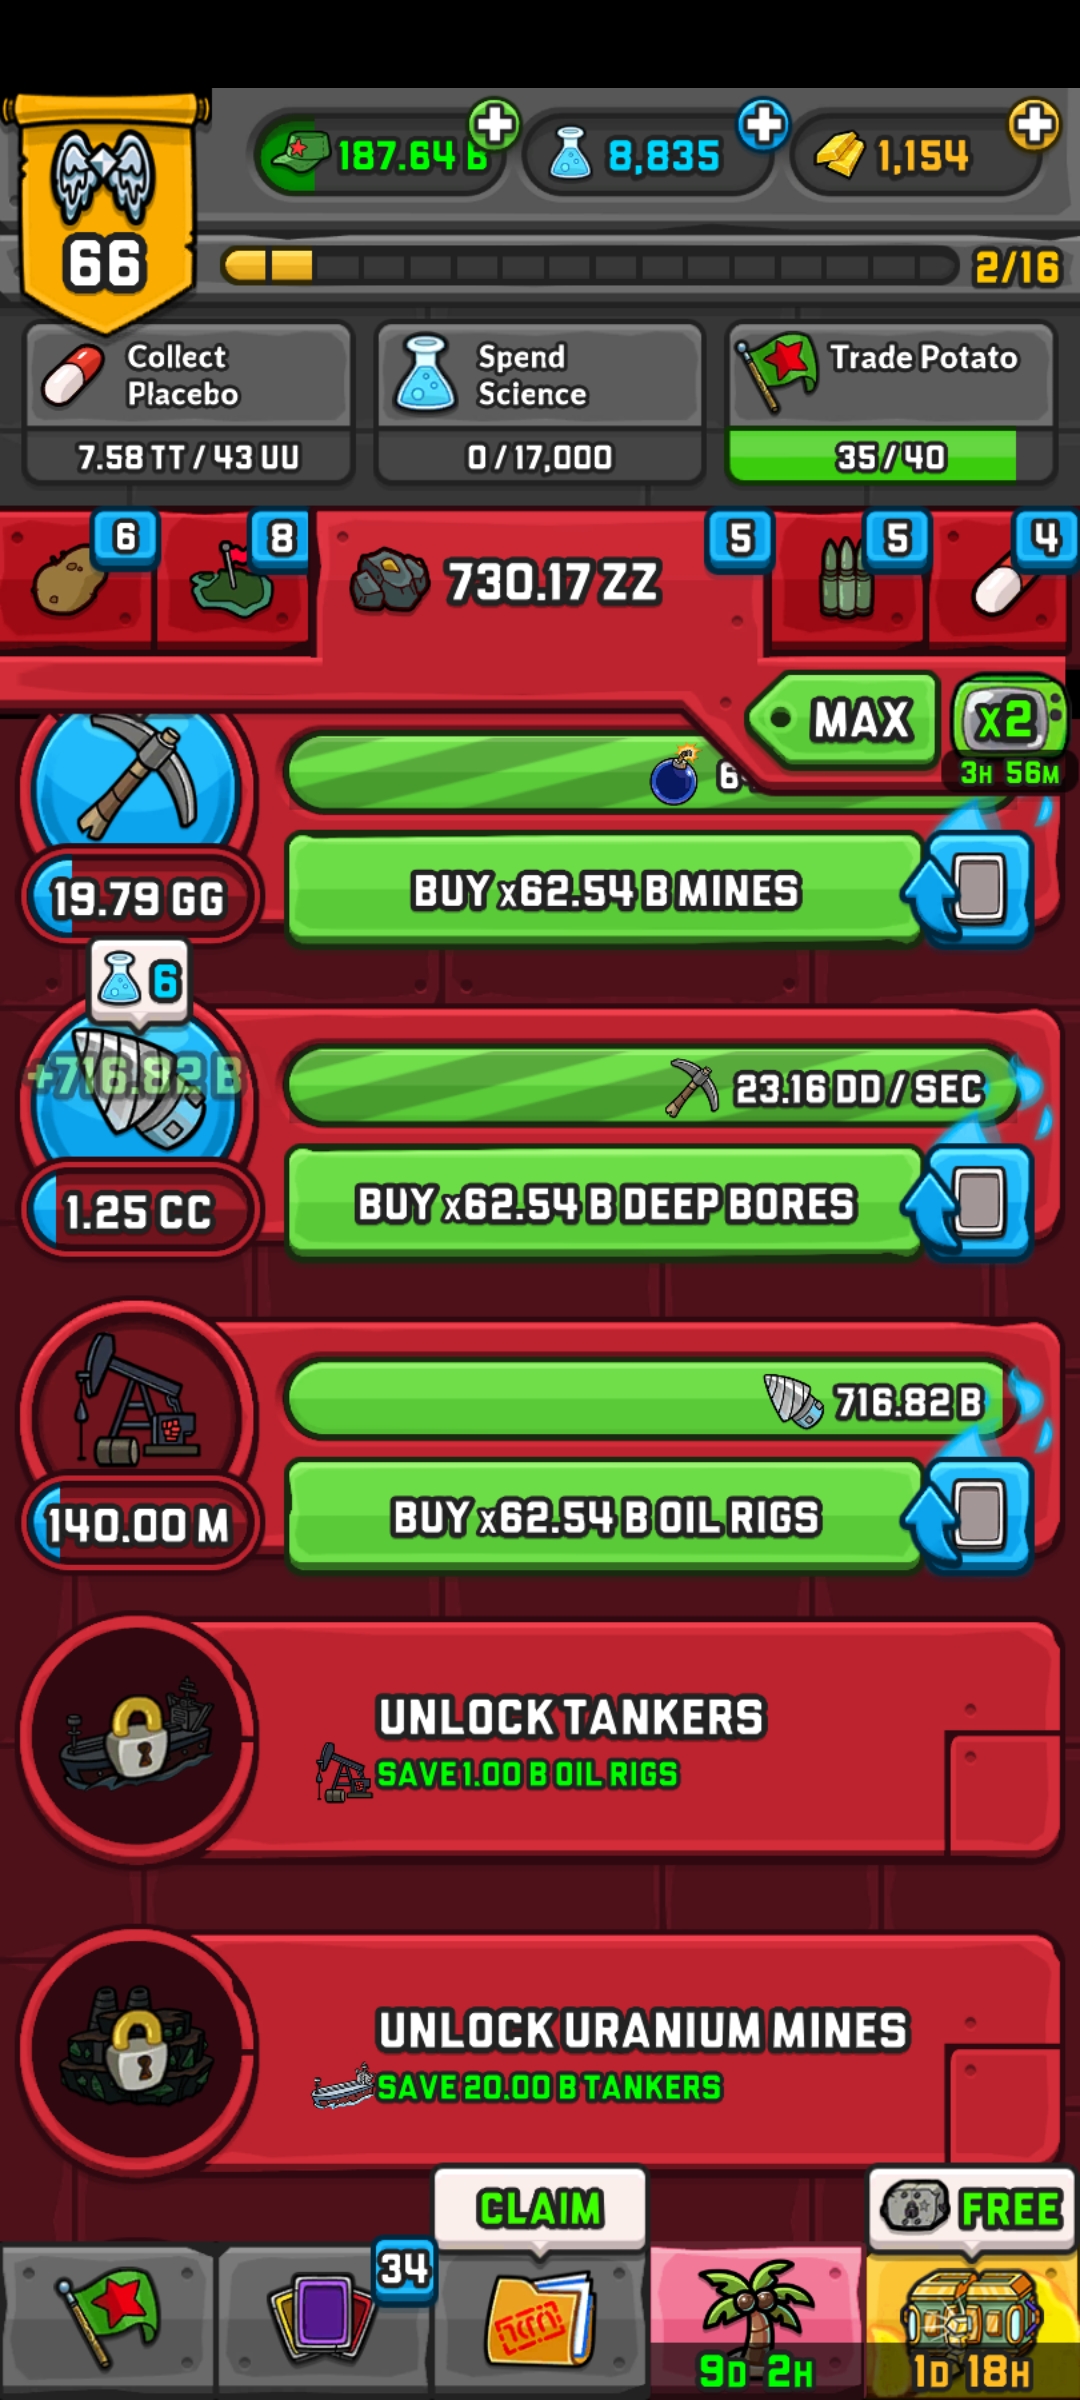 187.64 B
8,835
1,154
66
2/16
Collect
Placebo
7.58 TT / 43 UU
Spend
Science
0 / 17,000
Trade Potato
35 / 40
6
8
730.17 ZZ
5
5
4
MAX
x2
3H 56M
19.79 GG
BUY x62.54 B MINES
6
+716.82 B
23.16 DD / SEC
1.25 CC
BUY x62.54 B DEEP BORES
716.82 B
140.00 M
BUY x62.54 B OIL RIGS
UNLOCK TANKERS
SAVE 1.00 B OIL RIGS
UNLOCK URANIUM MINES
SAVE 20.00 B TANKERS
CLAIM
FREE
34
9D 2H
1D 18H